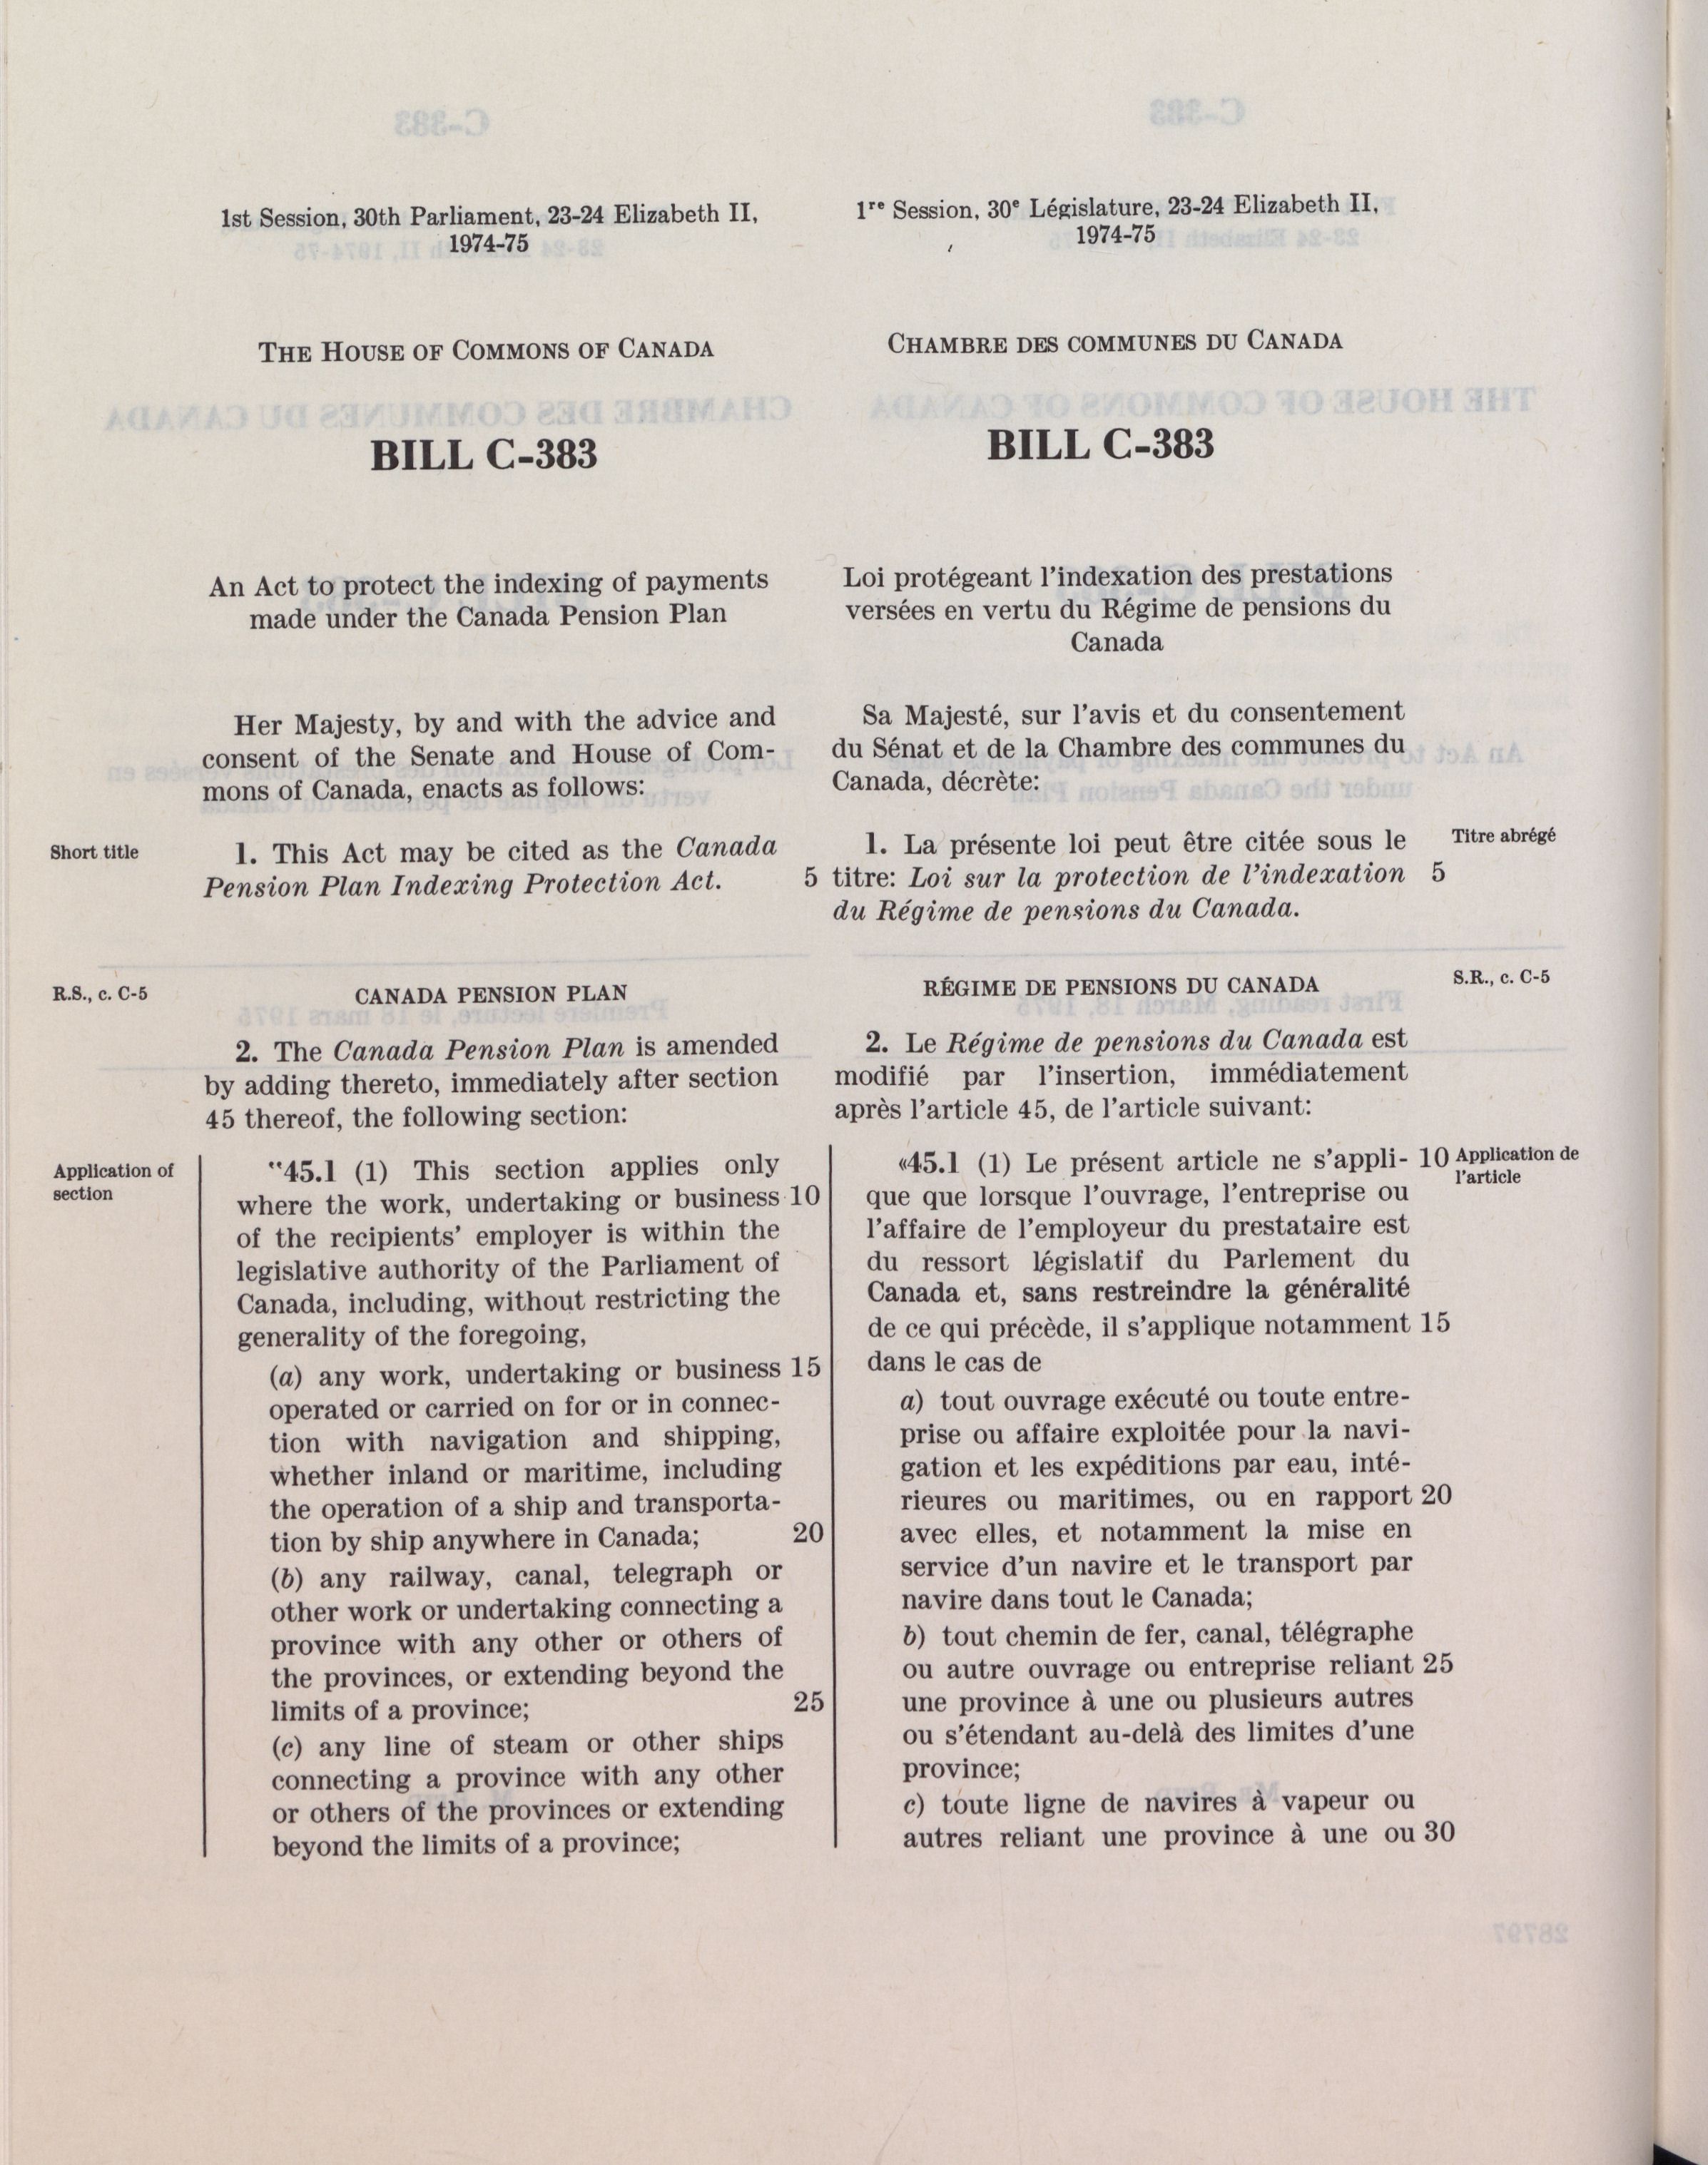 1st Session, 30th Parliament, 23-24 Elizabeth II,
1974-75
THE HOUSE OF COMMONS OF CANADA
BILL C-383
An Act to protect the indexing of payments
made under the Canada Pension Plan
Her Majesty, by and with the advice and
consent of the Senate and House of Com-
mons of Canada, enacts as follows:
Short title
1. This Act may be cited as the Canada
Pension Plan Indexing Protection Act. 5
R.S., c. C-5
CANADA PENSION PLAN
2. The Canada Pension Plan is amended
by adding thereto, immediately after section
45 thereof, the following section:
Application of
section
"45.1 (1) This section applies only
where the work, undertaking or business 10
of the recipients' employer is within the
legislative authority of the Parliament of
Canada, including, without restricting the
generality of the foregoing,
(a) any work, undertaking or business 15
operated or carried on for or in connec-
tion with navigation and shipping,
whether inland or maritime, including
the operation of a ship and transporta-
tion by ship anywhere in Canada; 20
(b) any railway, canal, telegraph or
other work or undertaking connecting a
province with any other or others of
the provinces, or extending beyond the
limits of a province; 25
(c) any line of steam or other ships
connecting a province with any other
or others of the provinces or extending
beyond the limits of a province;
1re Session, 30e Législature, 23-24 Elizabeth II,
1974-75
CHAMBRE DES COMMUNES DU CANADA
BILL C-383
Loi protégeant l'indexation des prestations
versées en vertu du Régime de pensions du
Canada
Sa Majesté, sur l'avis et du consentement
du Sénat et de la Chambre des communes du
Canada, décrète:
1. La présente loi peut être citée sous le
titre: Loi sur la protection de l'indexation 5
du Régime de pensions du Canada.
Titre abrégé
RÉGIME DE PENSIONS DU CANADA
S.R., c. C-5
2. Le Régime de pensions du Canada est
modifié par l'insertion, immédiatement
après l'article 45, de l'article suivant:
«45.1 (1) Le présent article ne s'appli- 10
Application de
l'article
que que lorsque l'ouvrage, l'entreprise ou
l'affaire de l'employeur du prestataire est
du ressort législatif du Parlement du
Canada et, sans restreindre la généralité
de ce qui précède, il s'applique notamment 15
dans le cas de
a) tout ouvrage exécuté ou toute entre-
prise ou affaire exploitée pour la navi-
gation et les expéditions par eau, inté-
rieures ou maritimes, ou en rapport 20
avec elles, et notamment la mise en
service d'un navire et le transport par
navire dans tout le Canada;
b) tout chemin de fer, canal, télégraphe
ou autre ouvrage ou entreprise reliant 25
une province à une ou plusieurs autres
ou s'étendant au-delà des limites d'une
province;
c) toute ligne de navires à vapeur ou
autres reliant une province à une ou 30